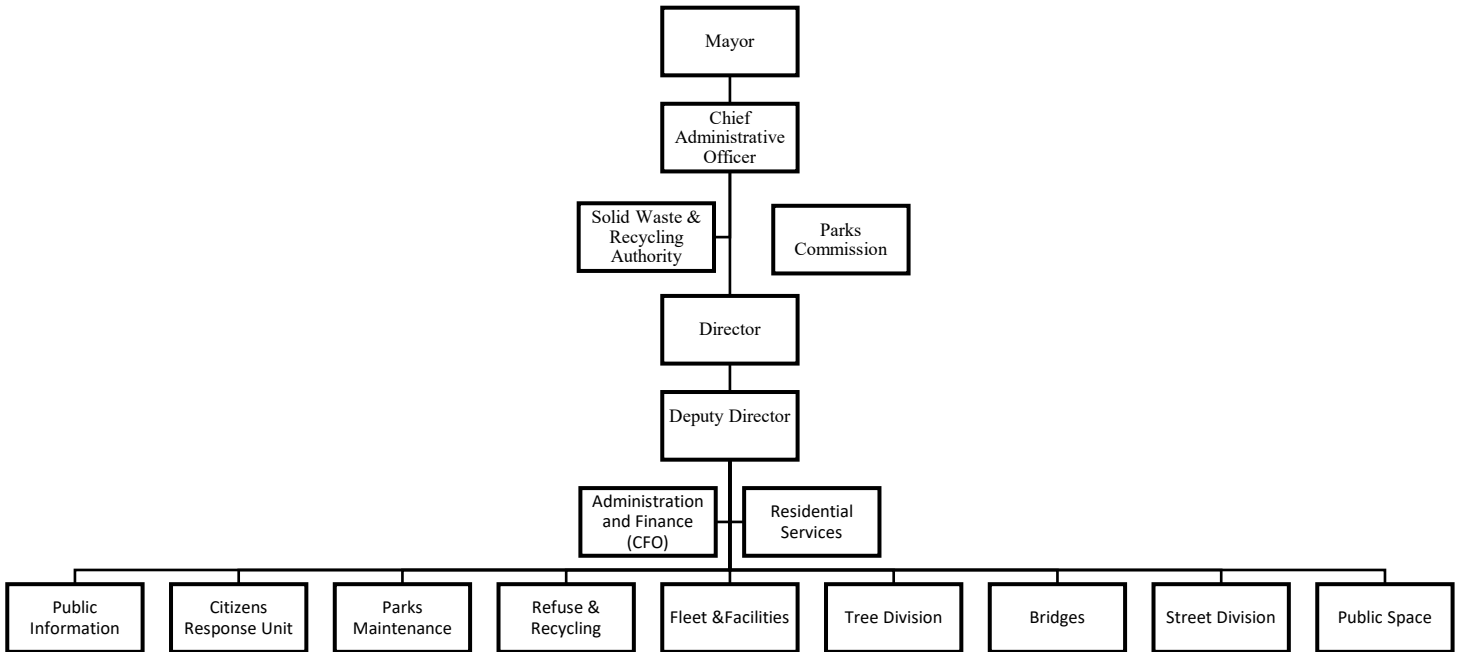 Mayor
Chief
Administrative
Officer
Solid Waste &
Recycling
Authority
Parks
Commission
Director
Deputy Director
Administration
and Finance
(CFO)
Residential
Services
Public
Information
Citizens
Response Unit
Parks
Maintenance
Refuse &
Recycling
Fleet &Facilities
Tree Division
Bridges
Street Division
Public Space